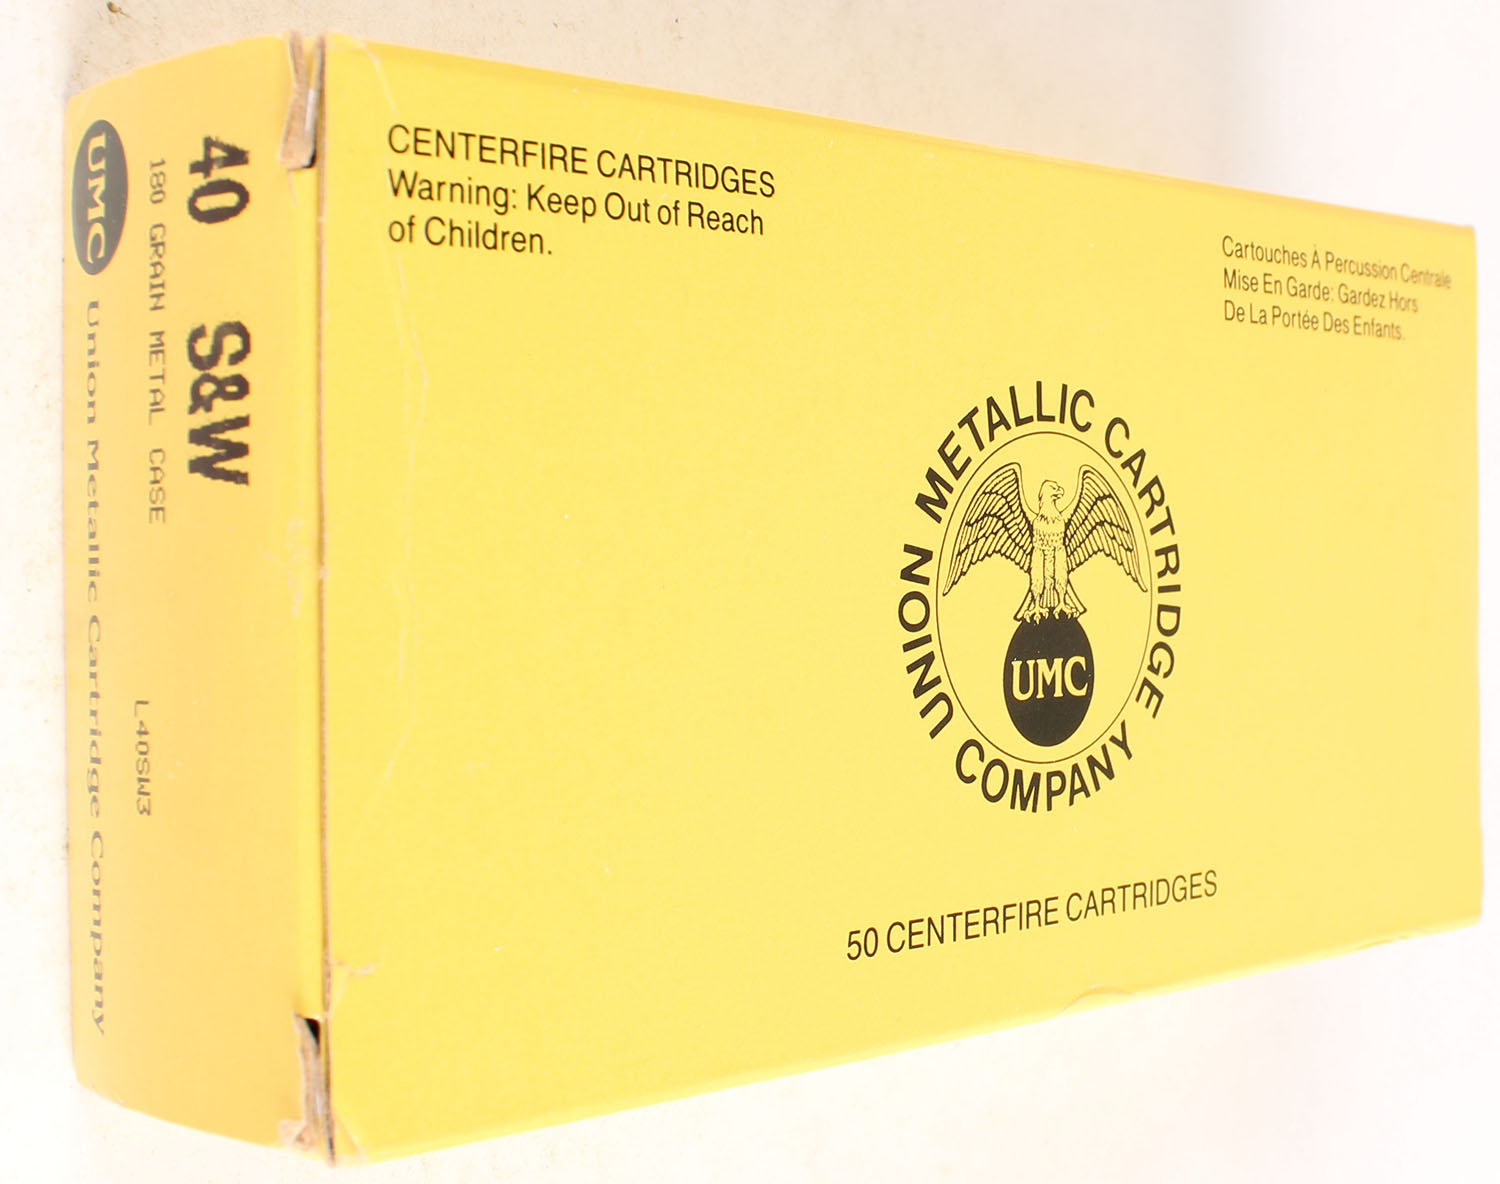 CENTERFIRE CARTRIDGES
Warning: Keep Out of Reach
of Children.
Cartouches À Percussion Centrale
Mise En Garde: Gardez Hors
De La Portée Des Enfants.
UNION METALLIC CARTRIDGE COMPANY
UMC
50 CENTERFIRE CARTRIDGES
40 S&W
180 GRAIN METAL CASE
L40SW3
UMC Union Metallic Cartridge Company